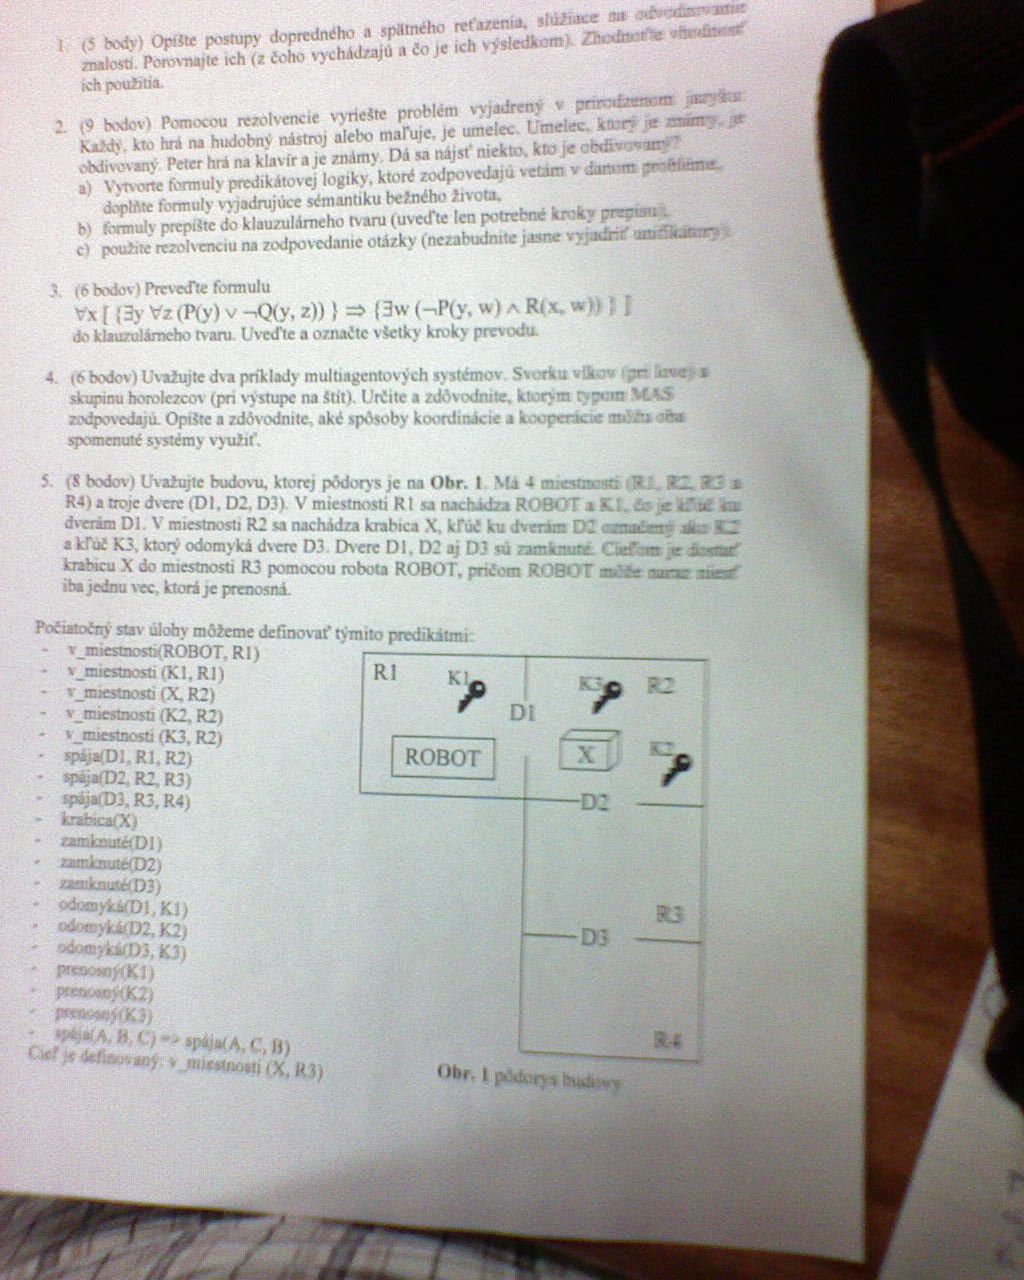 1. (5 body) Opíšte postupy dopredného a spätného reťazenia, slúžiace na odvodzovanie
znalostí. Porovnajte ich (z čoho vychádzajú a čo je ich výsledkom). Zhodnoťte vhodnosť
ich použitia.
2. (9 bodov) Pomocou rezolvencie vyriešte problém vyjadrený v prirodzenom jazyku:
Každý, kto hrá na hudobný nástroj alebo maľuje, je umelec. Umelec, ktorý je známy, je
obdivovaný. Peter hrá na klavír a je známy. Dá sa nájsť niekto, kto je obdivovaný?
a) Vytvorte formuly predikátovej logiky, ktoré zodpovedajú vetám v danom probléme,
doplňte formuly vyjadrujúce sémantiku bežného života,
b) formuly prepíšte do klauzulárneho tvaru (uveďte len potrebné kroky prepisu),
c) použite rezolvenciu na zodpovedanie otázky (nezabudnite jasne vyjadriť unifikátory).
3. (6 bodov) Preveďte formulu
∀x [ {∃y ∀z (P(y) ∨ ¬Q(y, z)) } ⇒ {∃w (¬P(y, w) ∧ R(x, w)) } ]
do klauzulárneho tvaru. Uveďte a označte všetky kroky prevodu.
4. (6 bodov) Uvažujte dva príklady multiagentových systémov. Svorku vlkov (pri love) a
skupinu horolezcov (pri výstupe na štít). Určite a zdôvodnite, ktorým typom MAS
zodpovedajú. Opíšte a zdôvodnite, aké spôsoby koordinácie a kooperácie môžu oba
spomenuté systémy využiť.
5. (8 bodov) Uvažujte budovu, ktorej pôdorys je na Obr. 1. Má 4 miestnosti (R1, R2, R3 a
R4) a troje dvere (D1, D2, D3). V miestnosti R1 sa nachádza ROBOT a K1, čo je kľúč ku
dverám D1. V miestnosti R2 sa nachádza krabica X, kľúč ku dverám D2 označený ako K2
a kľúč K3, ktorý odomyká dvere D3. Dvere D1, D2 aj D3 sú zamknuté. Cieľom je dostať
krabicu X do miestnosti R3 pomocou robota ROBOT, pričom ROBOT môže naraz niesť
iba jednu vec, ktorá je prenosná.
Počiatočný stav úlohy môžeme definovať týmito predikátmi:
- v_miestnosti(ROBOT, R1)
- v_miestnosti (K1, R1)
- v_miestnosti (X, R2)
- v_miestnosti (K2, R2)
- v_miestnosti (K3, R2)
- spája(D1, R1, R2)
- spája(D2, R2, R3)
- spája(D3, R3, R4)
- krabica(X)
- zamknuté(D1)
- zamknuté(D2)
- zamknuté(D3)
- odomyká(D1, K1)
- odomyká(D2, K2)
- odomyká(D3, K3)
- prenosný(K1)
- prenosný(K2)
- prenosný(K3)
- spája(A, B, C) => spája(A, C, B)
Cieľ je definovaný: v_miestnosti (X, R3)
R1 K1 K3 R2
D1
ROBOT X K2
D2
R3
D3
R4
Obr. 1 pôdorys budovy